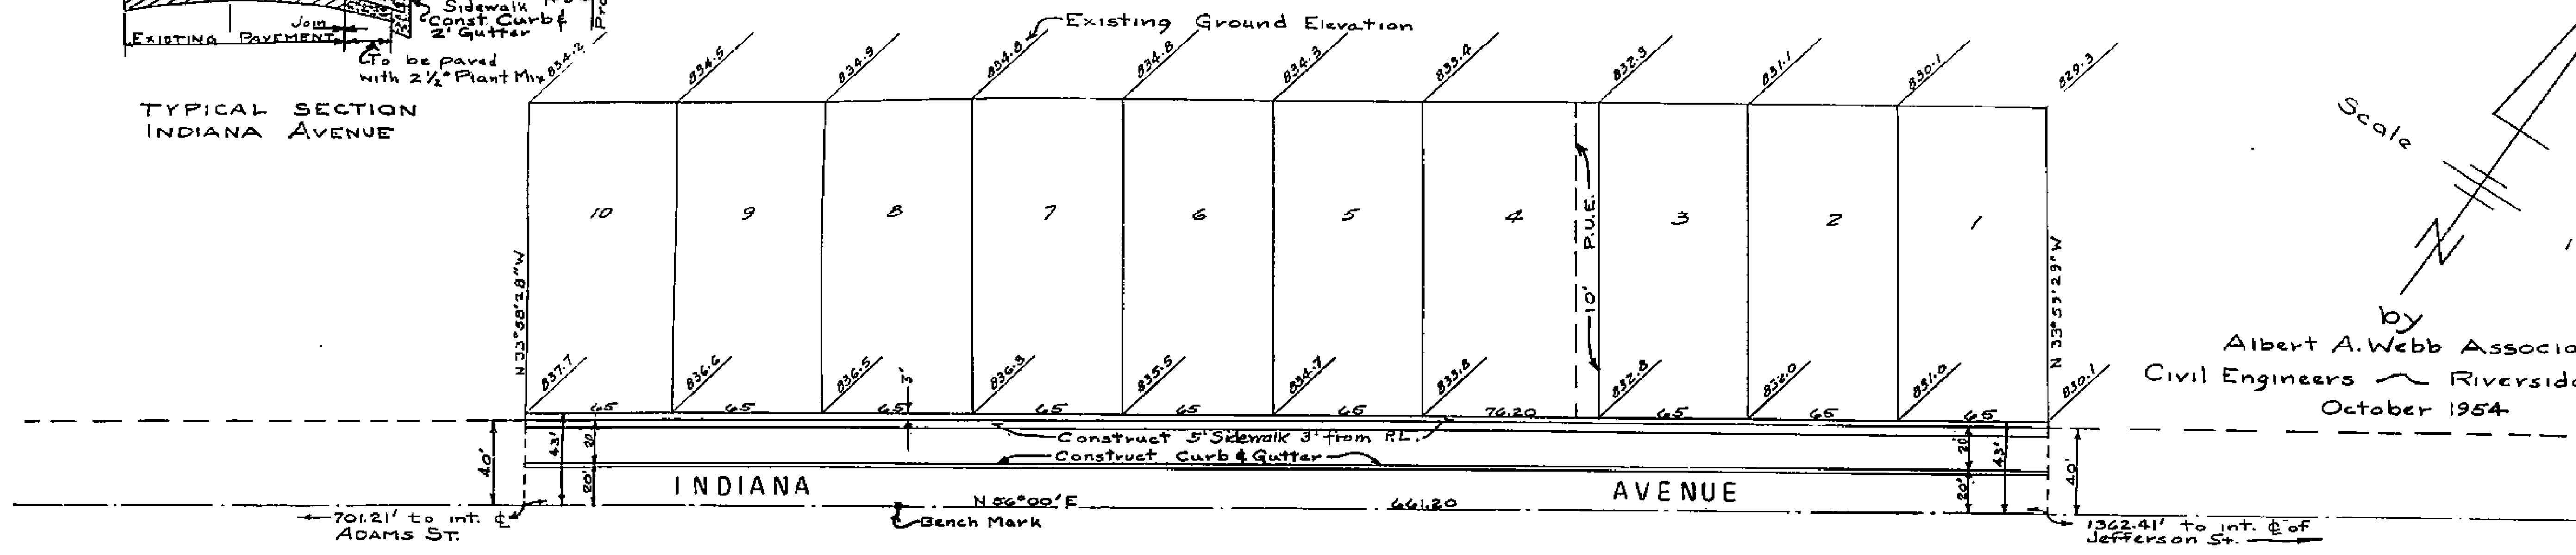 Sidewalk
Const. Curb &
2' Gutter
Join
EXISTING PAVEMENT
To be paved
with 2½" Plant Mix
TYPICAL SECTION
INDIANA AVENUE
Existing Ground Elevation
834.2
834.5
834.9
834.8
834.8
834.3
833.4
832.3
831.1
830.1
829.3
Scale
N
10
9
8
7
6
5
4
P.U.E.
10'
3
2
1
N 33°58'28"W
N 33°55'29"W
837.7
836.6
836.5
836.3
835.5
834.7
833.8
832.8
832.0
831.0
830.1
by
Albert A. Webb Associa
Civil Engineers ~ Riversid
October 1954
3'
65
65
65
65
65
65
76.20
65
65
65
Construct 5' Sidewalk 3' from P.L.
Construct Curb & Gutter
40'
43'
20'
20'
20'
20'
43'
40'
INDIANA AVENUE
N 56°00'E
661.20
Bench Mark
701.21' to int. ℄
ADAMS ST.
1362.41' to int. ℄ of
Jefferson St.